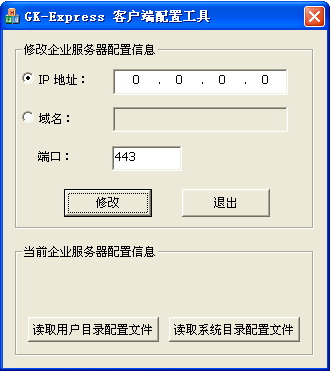 GK-Express 客户端配置工具
修改企业服务器配置信息
IP 地址： 0 . 0 . 0 . 0
域名：
端口： 443
修改 退出
当前企业服务器配置信息
读取用户目录配置文件 读取系统目录配置文件